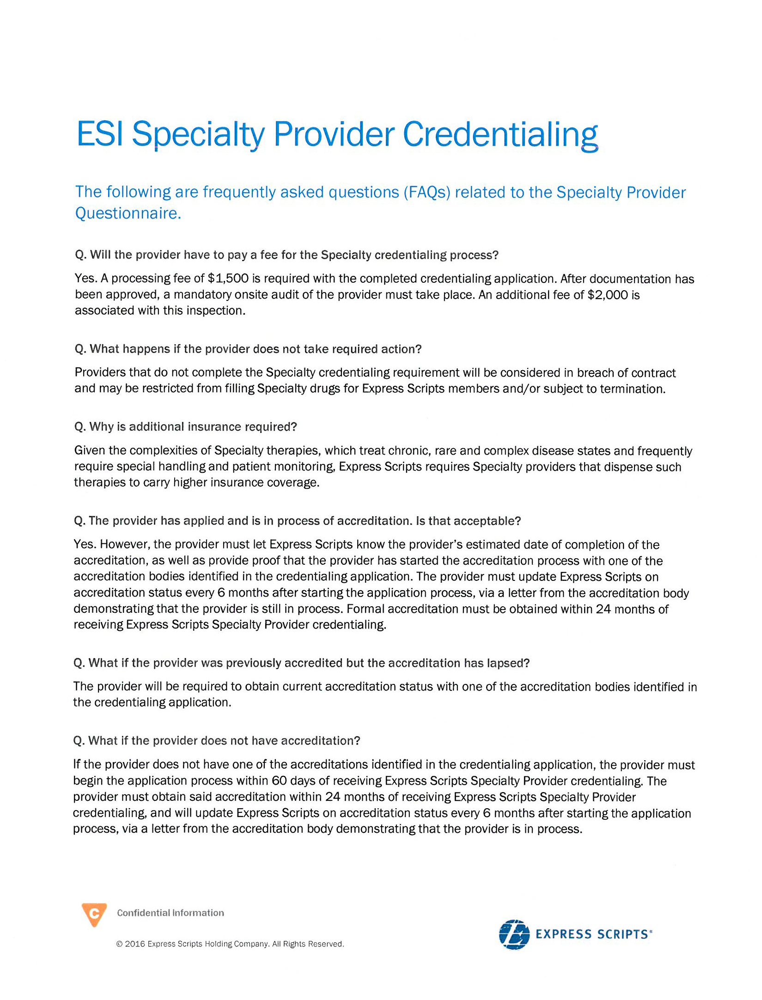 ESI Specialty Provider Credentialing
The following are frequently asked questions (FAQs) related to the Specialty Provider
Questionnaire.
Q. Will the provider have to pay a fee for the Specialty credentialing process?
Yes. A processing fee of $1,500 is required with the completed credentialing application. After documentation has
been approved, a mandatory onsite audit of the provider must take place. An additional fee of $2,000 is
associated with this inspection.
Q. What happens if the provider does not take required action?
Providers that do not complete the Specialty credentialing requirement will be considered in breach of contract
and may be restricted from filling Specialty drugs for Express Scripts members and/or subject to termination.
Q. Why is additional insurance required?
Given the complexities of Specialty therapies, which treat chronic, rare and complex disease states and frequently
require special handling and patient monitoring, Express Scripts requires Specialty providers that dispense such
therapies to carry higher insurance coverage.
Q. The provider has applied and is in process of accreditation. Is that acceptable?
Yes. However, the provider must let Express Scripts know the provider's estimated date of completion of the
accreditation, as well as provide proof that the provider has started the accreditation process with one of the
accreditation bodies identified in the credentialing application. The provider must update Express Scripts on
accreditation status every 6 months after starting the application process, via a letter from the accreditation body
demonstrating that the provider is still in process. Formal accreditation must be obtained within 24 months of
receiving Express Scripts Specialty Provider credentialing.
Q. What if the provider was previously accredited but the accreditation has lapsed?
The provider will be required to obtain current accreditation status with one of the accreditation bodies identified in
the credentialing application.
Q. What if the provider does not have accreditation?
If the provider does not have one of the accreditations identified in the credentialing application, the provider must
begin the application process within 60 days of receiving Express Scripts Specialty Provider credentialing. The
provider must obtain said accreditation within 24 months of receiving Express Scripts Specialty Provider
credentialing, and will update Express Scripts on accreditation status every 6 months after starting the application
process, via a letter from the accreditation body demonstrating that the provider is in process.
C Confidential Information
EXPRESS SCRIPTS®
© 2016 Express Scripts Holding Company. All Rights Reserved.